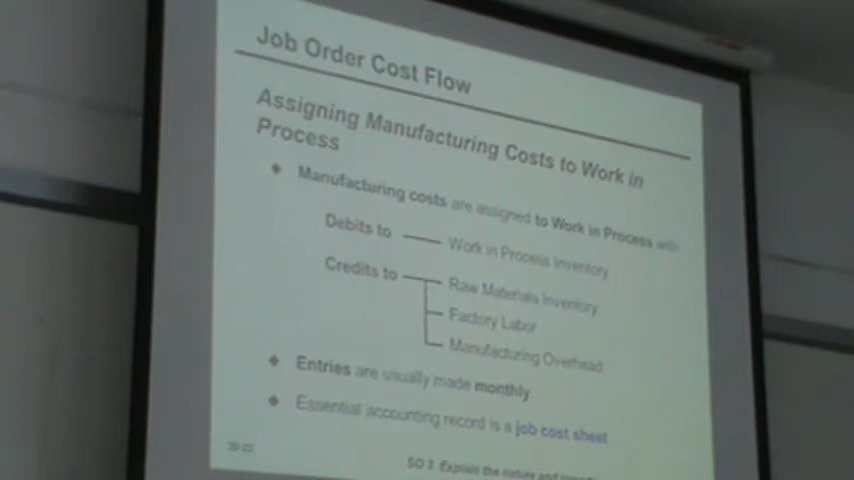 Job Order Cost Flow
Assigning Manufacturing Costs to Work in
Process
Manufacturing costs are assigned to Work in Process with
Debits to
Work in Process Inventory
Credits to
Raw Materials Inventory
Factory Labor
Manufacturing Overhead
Entries are usually made monthly
Essential accounting record is a job cost sheet
SO 3 Explain the nature and